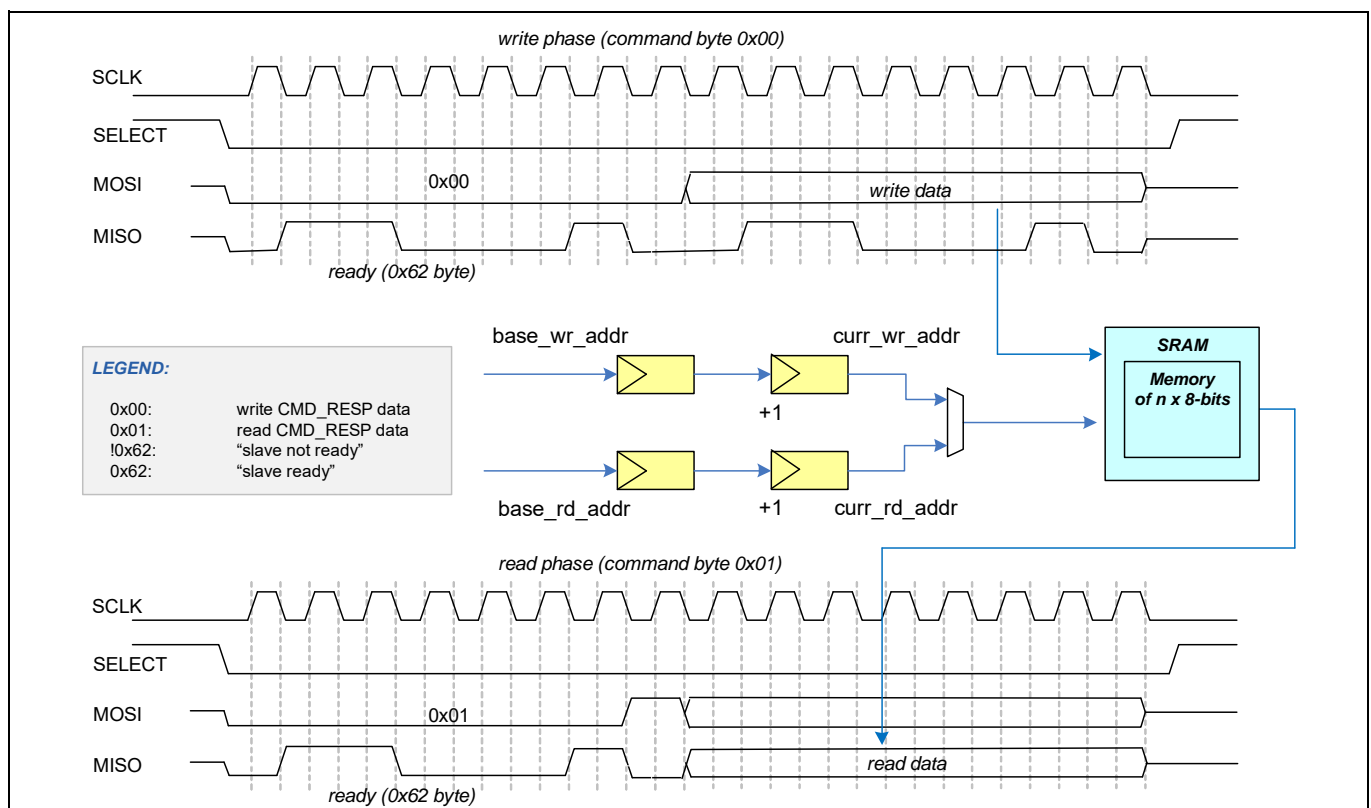 write phase (command byte 0x00)
SCLK
SELECT
MOSI
0x00
write data
MISO
ready (0x62 byte)
base_wr_addr
curr_wr_addr
+1
LEGEND:
0x00: write CMD_RESP data
0x01: read CMD_RESP data
!0x62: “slave not ready”
0x62: “slave ready”
SRAM
Memory
of n x 8-bits
base_rd_addr
+1
curr_rd_addr
read phase (command byte 0x01)
SCLK
SELECT
MOSI
0x01
MISO
read data
ready (0x62 byte)